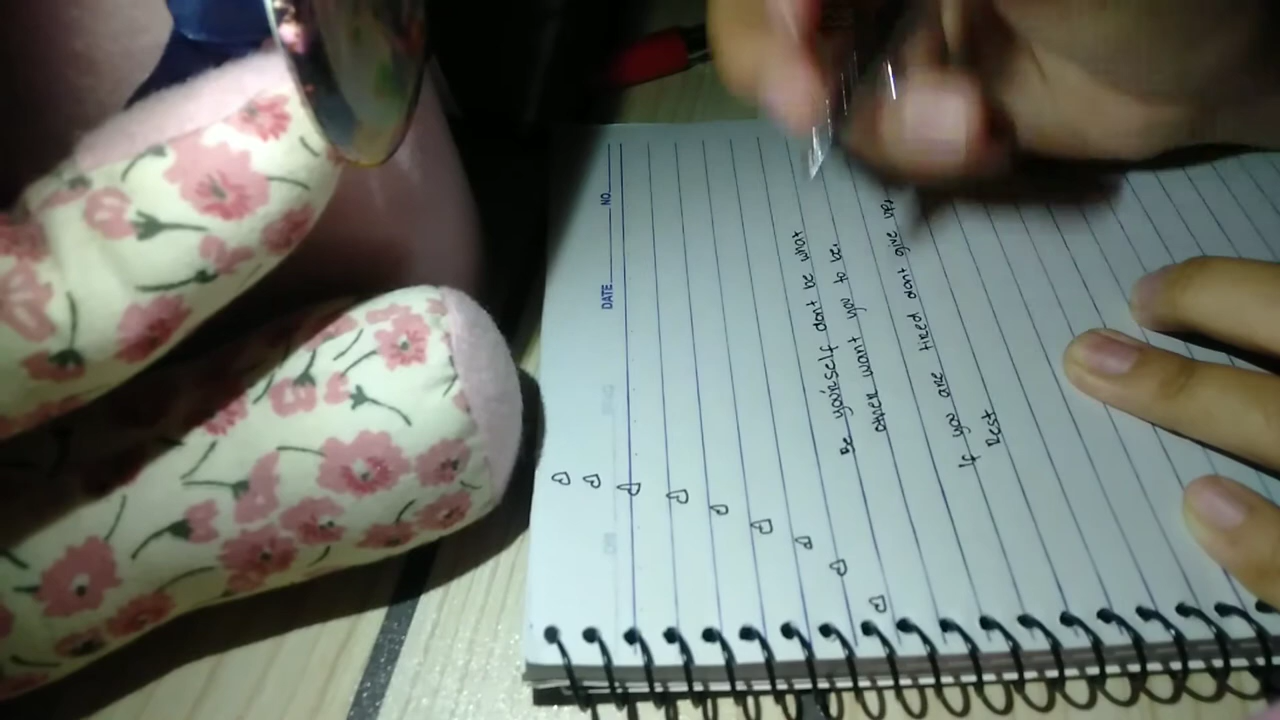 NO.
DATE
Be yourself dont be what
other want you to be.
If you are tired dont give up,
Rest